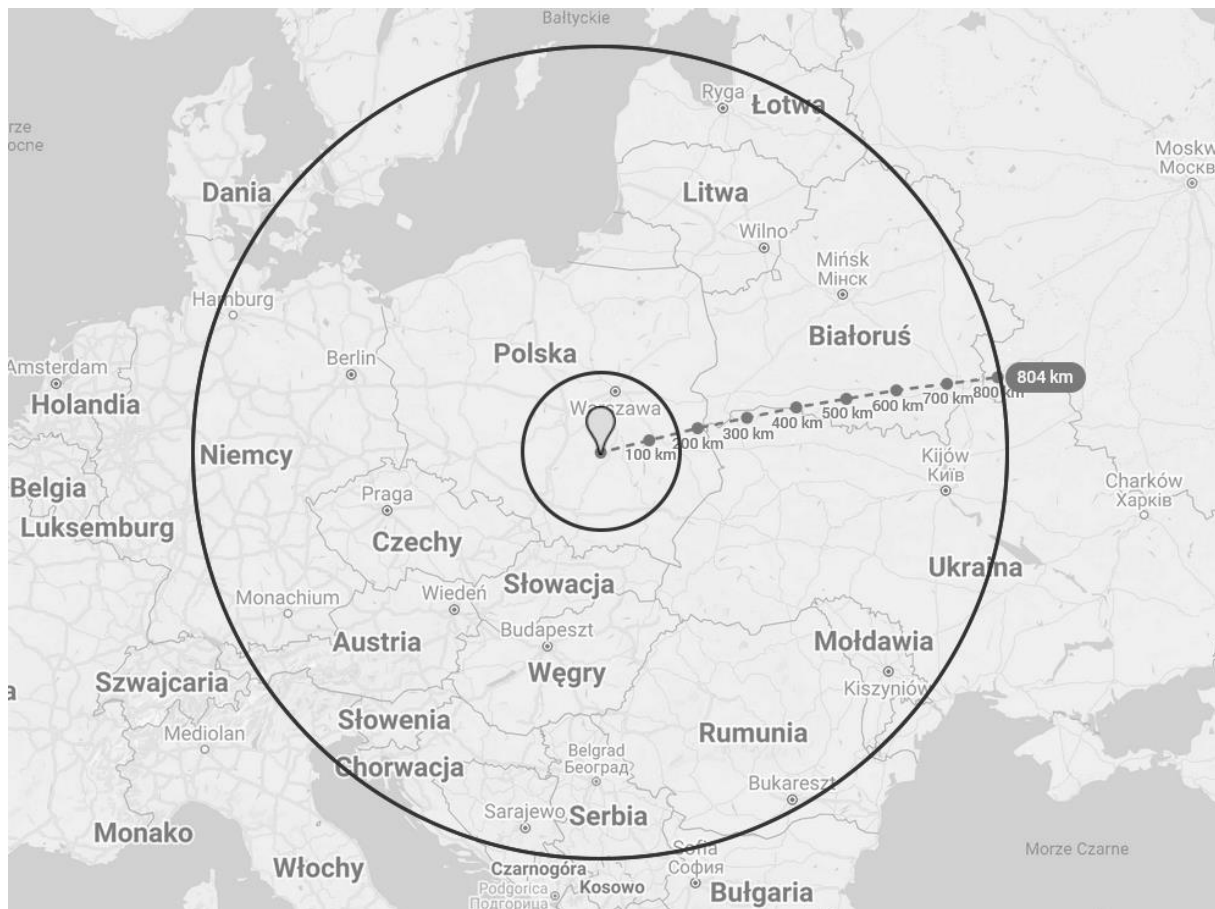 Bałtyckie
Ryga
Łotwa
rze
ocne
Moskw
Москв
Dania
Litwa
Wilno
Mińsk
Мінск
Hamburg
Białoruś
Polska
Berlin
Amsterdam
804 km
Holandia
Warszawa
100 km
200 km
300 km
400 km
500 km
600 km
700 km
800 km
Niemcy
Kijów
Київ
Belgia
Praga
Charków
Харків
Luksemburg
Czechy
Ukraina
Słowacja
Monachium
Wiedeń
Budapeszt
Austria
Mołdawia
Węgry
Szwajcaria
Kiszyniów
a
Słowenia
Mediolan
Rumunia
Belgrad
Београд
Chorwacja
Bukareszt
Sarajewo
Serbia
Monako
Morze Czarne
Sofia
София
Włochy
Czarnogóra
Kosowo
Podgorica
Подгорица
Bułgaria